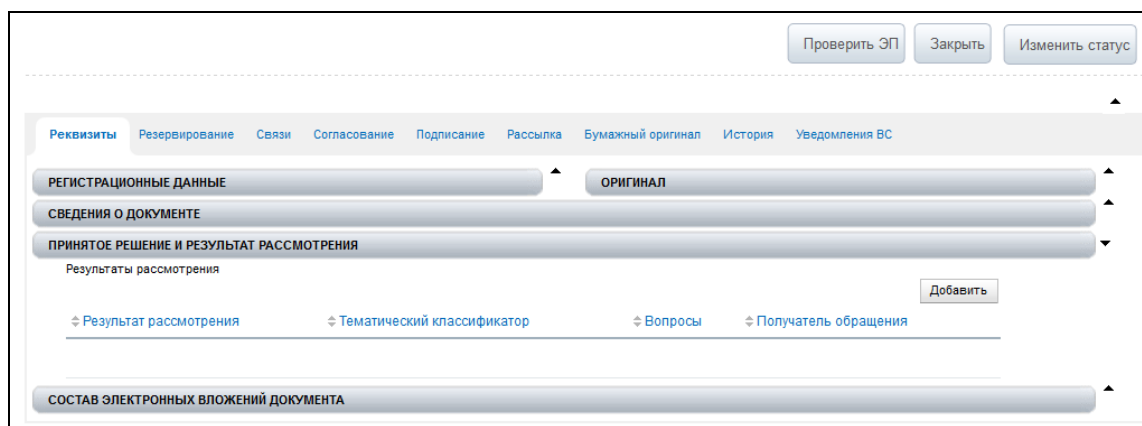 Проверить ЭП Закрыть Изменить статус
Реквизиты Резервирование Связи Согласование Подписание Рассылка Бумажный оригинал История Уведомления ВС
РЕГИСТРАЦИОННЫЕ ДАННЫЕ ОРИГИНАЛ
СВЕДЕНИЯ О ДОКУМЕНТЕ
ПРИНЯТОЕ РЕШЕНИЕ И РЕЗУЛЬТАТ РАССМОТРЕНИЯ
Результаты рассмотрения
Добавить
Результат рассмотрения Тематический классификатор Вопросы Получатель обращения
СОСТАВ ЭЛЕКТРОННЫХ ВЛОЖЕНИЙ ДОКУМЕНТА